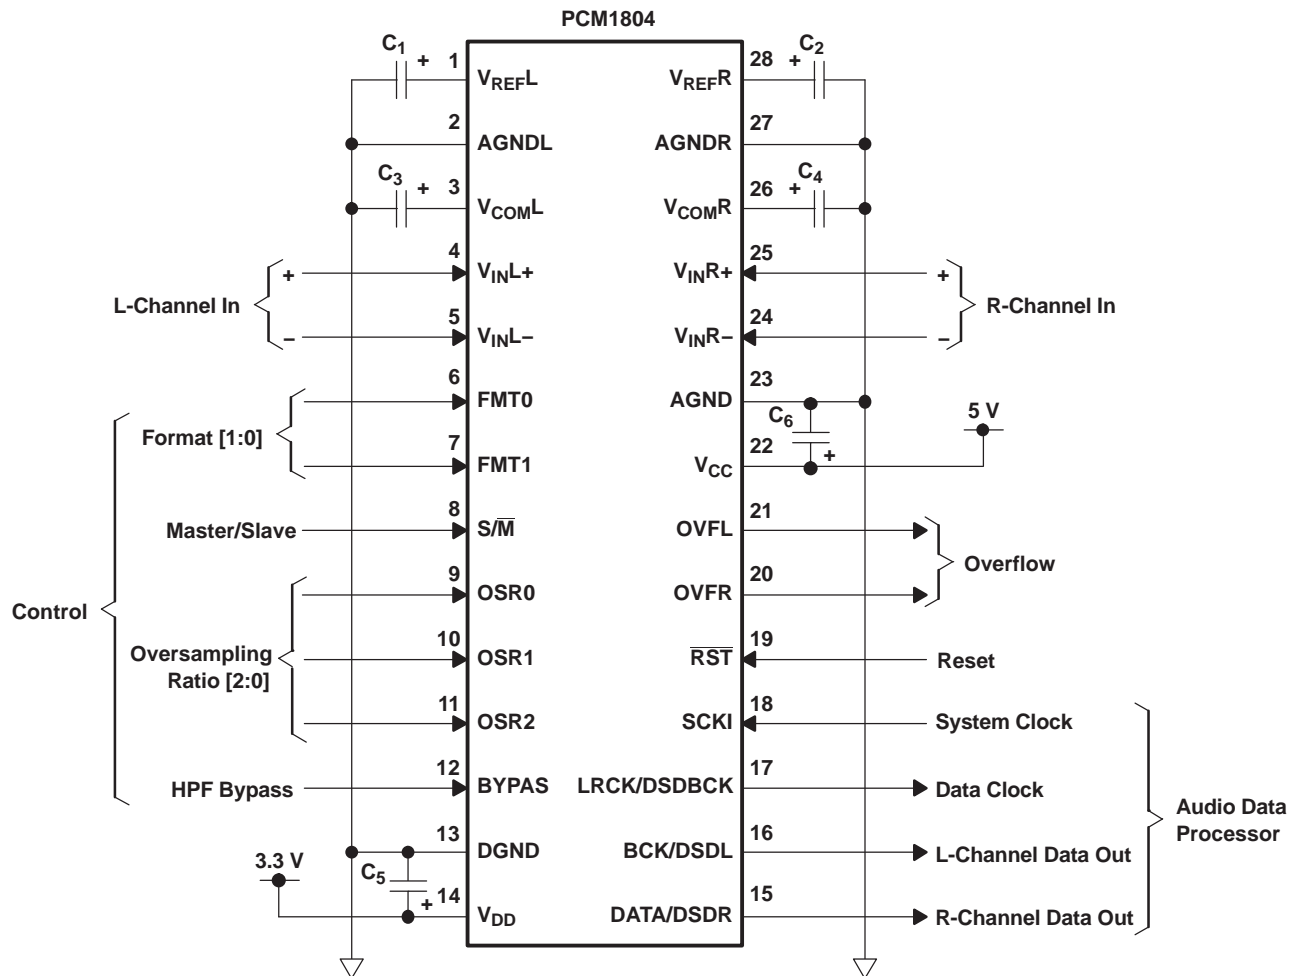 PCM1804
C1 + 1 VREFL VREFR 28 + C2
2 AGNDL AGNDR 27
C3 + 3 VCOML VCOMR 26 + C4
L-Channel In + 4 VINL+ VINR+ 25 + R-Channel In
− 5 VINL− VINR− 24 −
Control
Format [1:0] 6 FMT0 AGND 23
7 FMT1 VCC 22 C6 + 5 V
Master/Slave 8 S/M̅ OVFL 21
Overflow
Oversampling
Ratio [2:0]
9 OSR0 OVFR 20
10 OSR1 R̅S̅T̅ 19 Reset
11 OSR2 SCKI 18 System Clock
HPF Bypass 12 BYPAS LRCK/DSDBCK 17 Data Clock
Audio Data
Processor
13 DGND BCK/DSDL 16 L-Channel Data Out
3.3 V C5 + 14 VDD DATA/DSDR 15 R-Channel Data Out